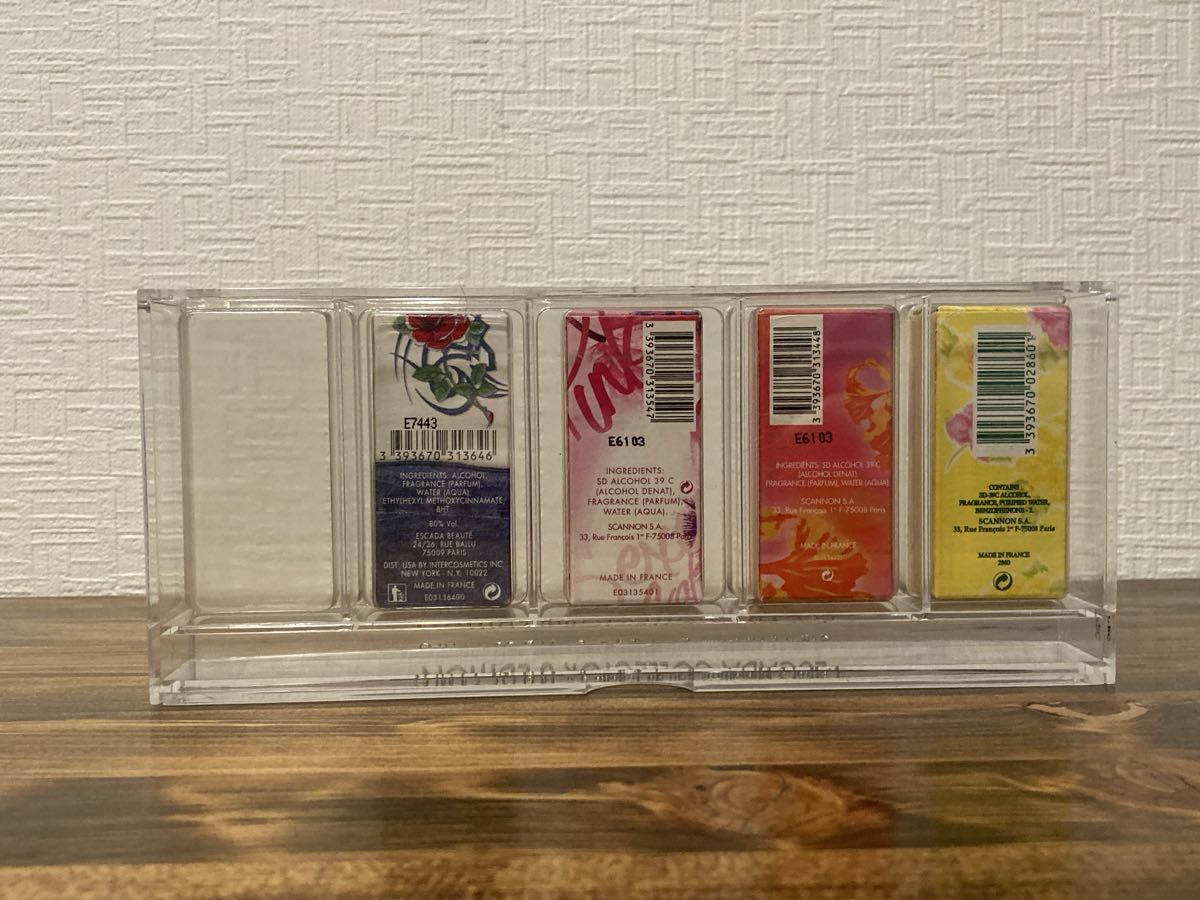 E7443
3 393670 313646
INGREDIENTS: ALCOHOL,
FRAGRANCE (PARFUM),
WATER (AQUA),
ETHYLHEXYL METHOXYCINNAMATE,
BHT
80% Vol.
ESCADA BEAUTÉ
24/26, RUE BALLU
75009 PARIS
DIST. USA BY INTERCOSMETICS INC.
NEW YORK - N.Y. 10022
MADE IN FRANCE
E03136400
3 393670 313547
E6103
INGREDIENTS:
SD ALCOHOL 39 C
(ALCOHOL DENAT),
FRAGRANCE (PARFUM),
WATER (AQUA).
SCANNON S.A.
33, Rue François 1er F-75008 Paris
MADE IN FRANCE
E03135401
3 393670 313448
E6103
INGREDIENTS: SD ALCOHOL 39 C
(ALCOHOL DENAT)
FRAGRANCE (PARFUM), WATER (AQUA)
SCANNON S.A
33, Rue François 1er F-75008 Paris
MADE IN FRANCE
3 393670 028601
CONTAINS :
SD-39C ALCOHOL,
FRAGRANCE, PURIFIED WATER,
BENZOPHENONE - 2.
SCANNON S.A.
33, Rue François 1er F-75008 Paris
MADE IN FRANCE
2860